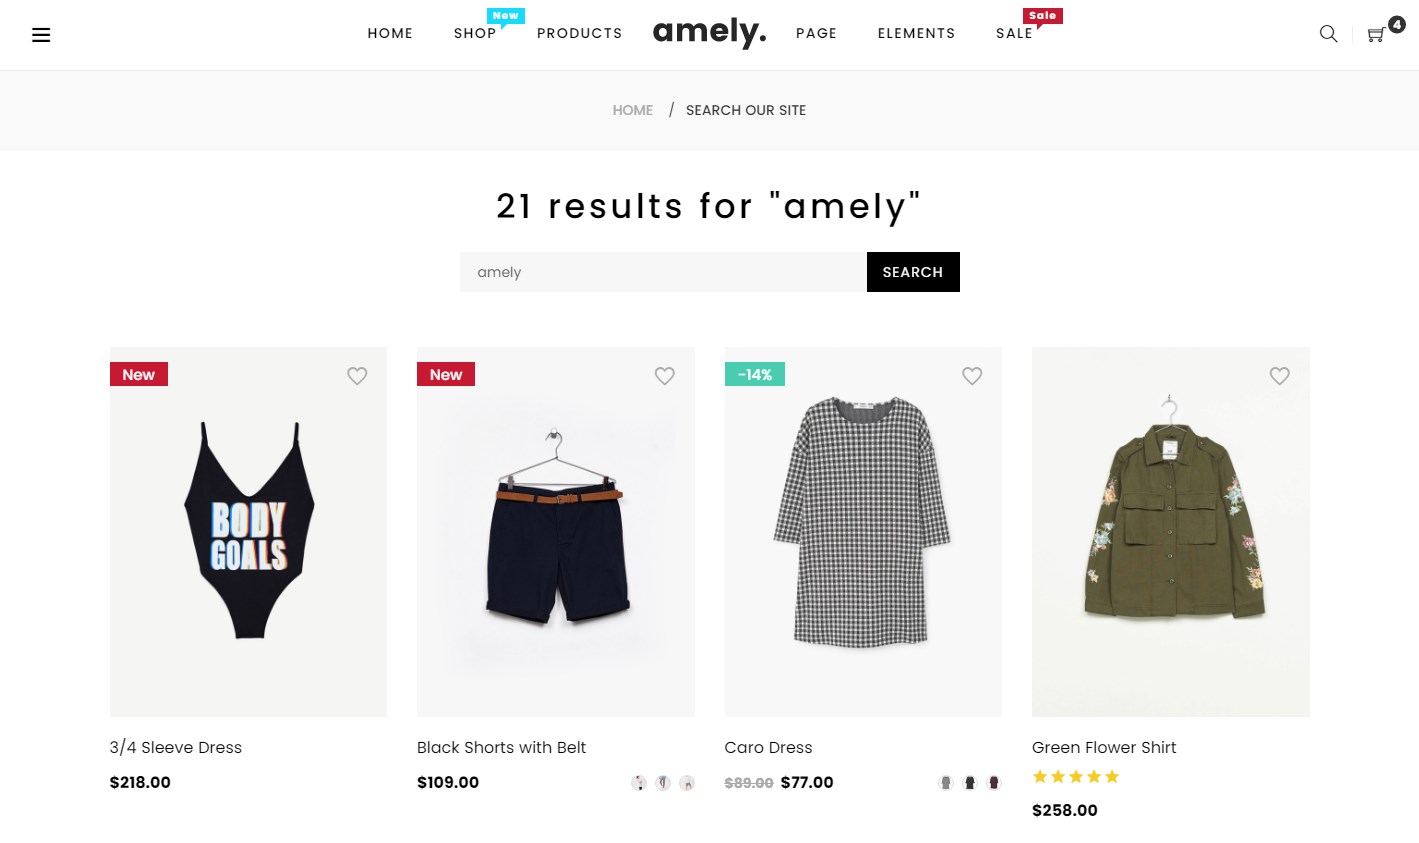 New
Sale
HOME
SHOP
PRODUCTS
amely.
PAGE
ELEMENTS
SALE
4
HOME / SEARCH OUR SITE
21 results for "amely"
amely
SEARCH
New
New
-14%
BODY
GOALS
3/4 Sleeve Dress
Black Shorts with Belt
Caro Dress
Green Flower Shirt
$218.00
$109.00
$89.00 $77.00
$258.00